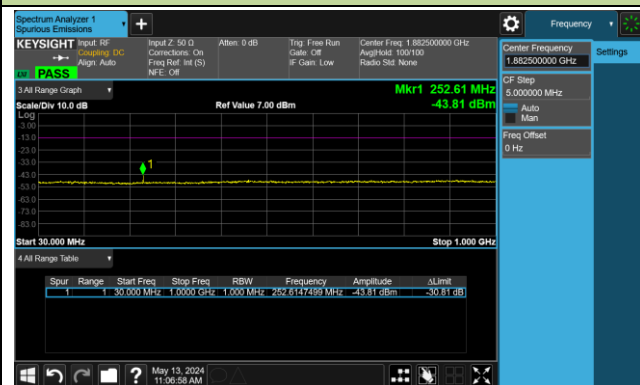 Spectrum Analyzer 1
Spurious Emissions
Frequency
KEYSIGHT Input: RF
Coupling: DC
Align: Auto
Input Z: 50 Ω
Corrections: On
Freq Ref: Int (S)
NFE: Off
Atten: 0 dB
Trig: Free Run
Gate: Off
IF Gain: Low
Center Freq: 1.882500000 GHz
Avg|Hold: 100/100
Radio Std: None
PASS
Center Frequency
1.882500000 GHz
Settings
CF Step
5.000000 MHz
Auto
Man
Freq Offset
0 Hz
3 All Range Graph
Mkr1 252.61 MHz
-43.81 dBm
Scale/Div 10.0 dB
Ref Value 7.00 dBm
Log
-3.00
-13.0
-23.0
-33.0
-43.0
-53.0
-63.0
-73.0
-83.0
1
Start 30.000 MHz
Stop 1.000 GHz
4 All Range Table
Spur Range Start Freq Stop Freq RBW Frequency Amplitude ΔLimit
1 1 30.000 MHz 1.0000 GHz 1.000 MHz 252.6147499 MHz -43.81 dBm -30.81 dB
?
May 13, 2024
11:06:58 AM